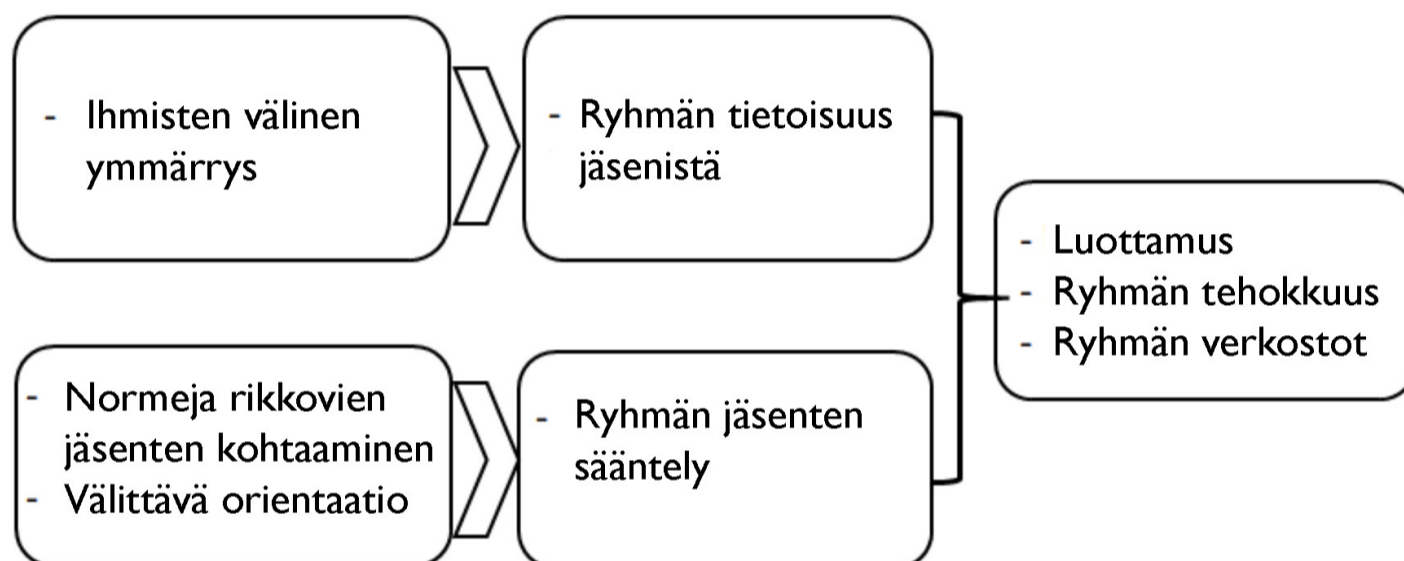 - Ihmisten välinen
ymmärrys
- Ryhmän tietoisuus
jäsenistä
- Normeja rikkovien
jäsenten kohtaaminen
- Välittävä orientaatio
- Ryhmän jäsenten
sääntely
- Luottamus
- Ryhmän tehokkuus
- Ryhmän verkostot